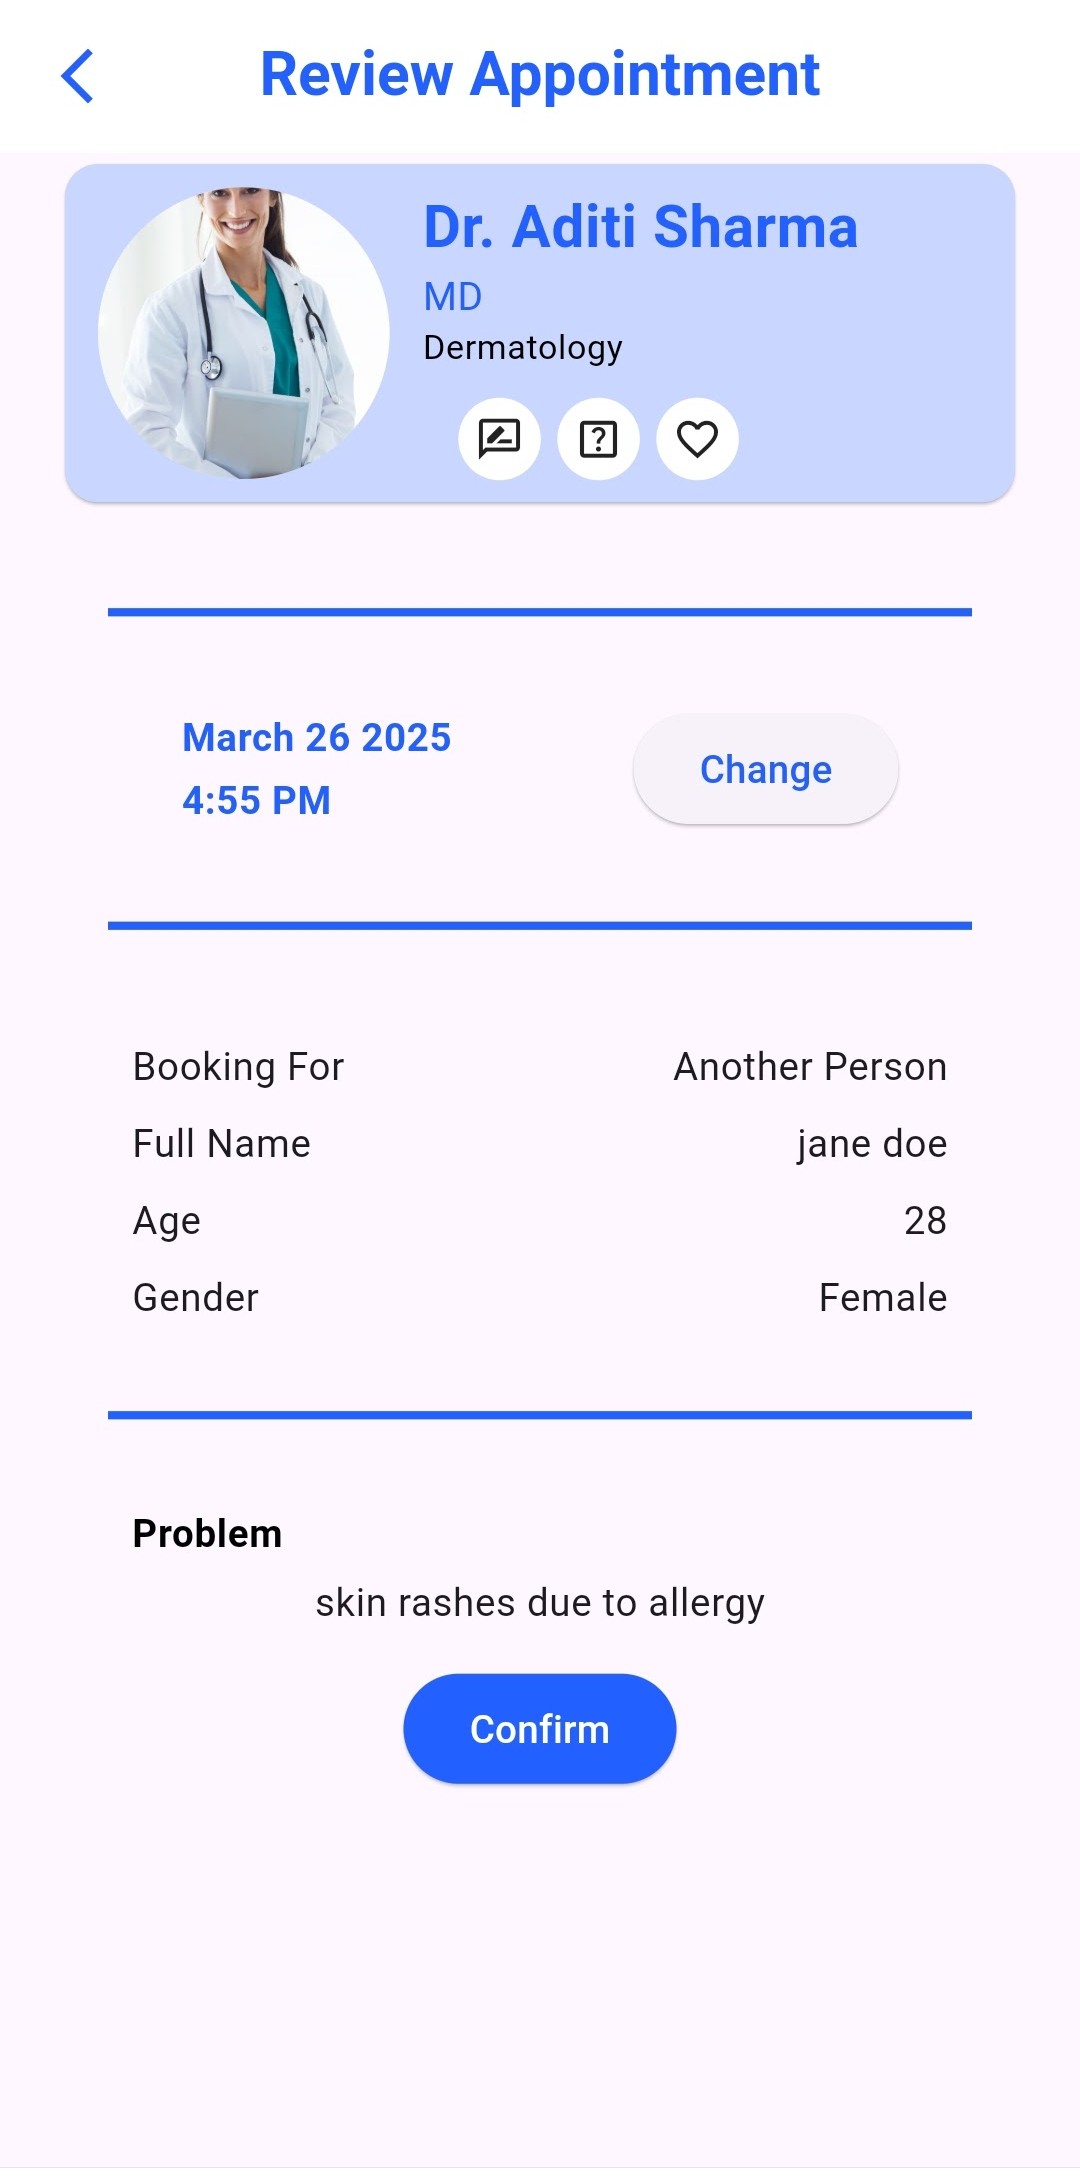 Review Appointment
Dr. Aditi Sharma
MD
Dermatology
March 26 2025
4:55 PM
Change
Booking For Another Person
Full Name jane doe
Age 28
Gender Female
Problem
skin rashes due to allergy
Confirm